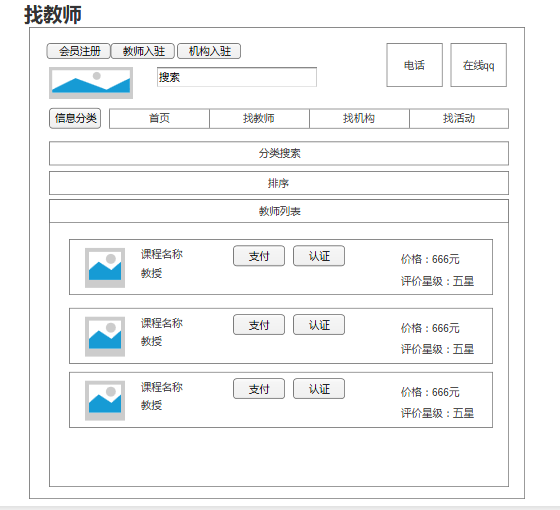 找教师
会员注册 教师入驻 机构入驻
电话 在线qq
搜索
信息分类 首页 找教师 找机构 找活动
分类搜索
排序
教师列表
课程名称 支付 认证 价格：666元
教授 评价星级：五星
课程名称 支付 认证 价格：666元
教授 评价星级：五星
课程名称 支付 认证 价格：666元
教授 评价星级：五星